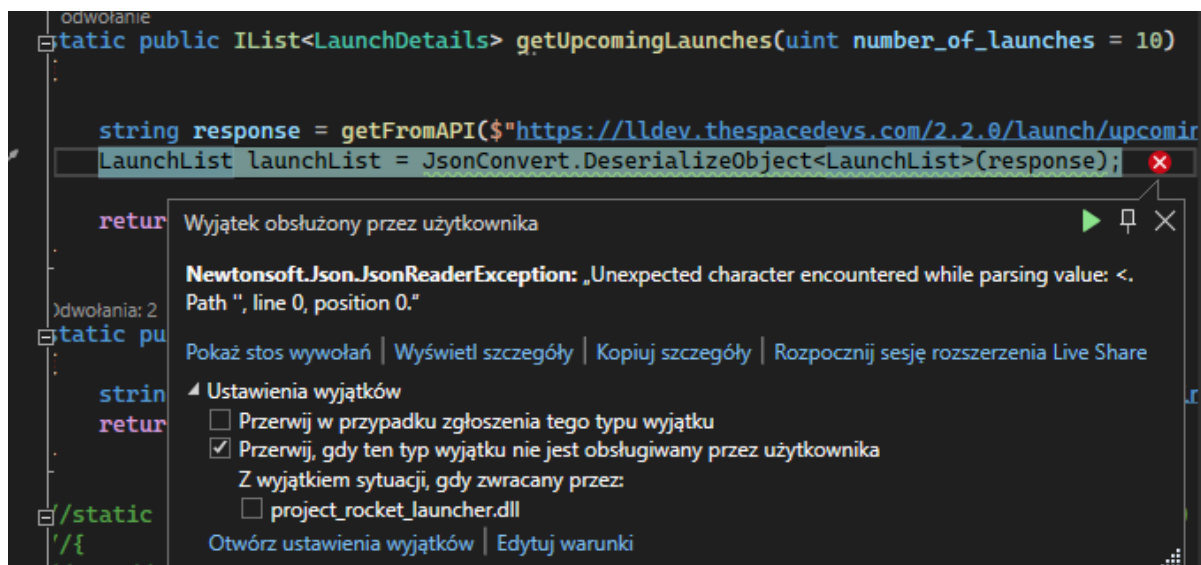 odwołanie
static public IList<LaunchDetails> getUpcomingLaunches(uint number_of_launches = 10)
string response = getFromAPI($"https://lldev.thespacedevs.com/2.2.0/launch/upcomin
LaunchList launchList = JsonConvert.DeserializeObject<LaunchList>(response);
retur
Wyjątek obsłużony przez użytkownika
Newtonsoft.Json.JsonReaderException: „Unexpected character encountered while parsing value: <.
Path '', line 0, position 0.”
Odwołania: 2
static pu
Pokaż stos wywołań | Wyświetl szczegóły | Kopiuj szczegóły | Rozpocznij sesję rozszerzenia Live Share
strin
Ustawienia wyjątków
Przerwij w przypadku zgłoszenia tego typu wyjątku
retur
Przerwij, gdy ten typ wyjątku nie jest obsługiwany przez użytkownika
Z wyjątkiem sytuacji, gdy zwracany przez:
project_rocket_launcher.dll
//static
//{
Otwórz ustawienia wyjątków | Edytuj warunki